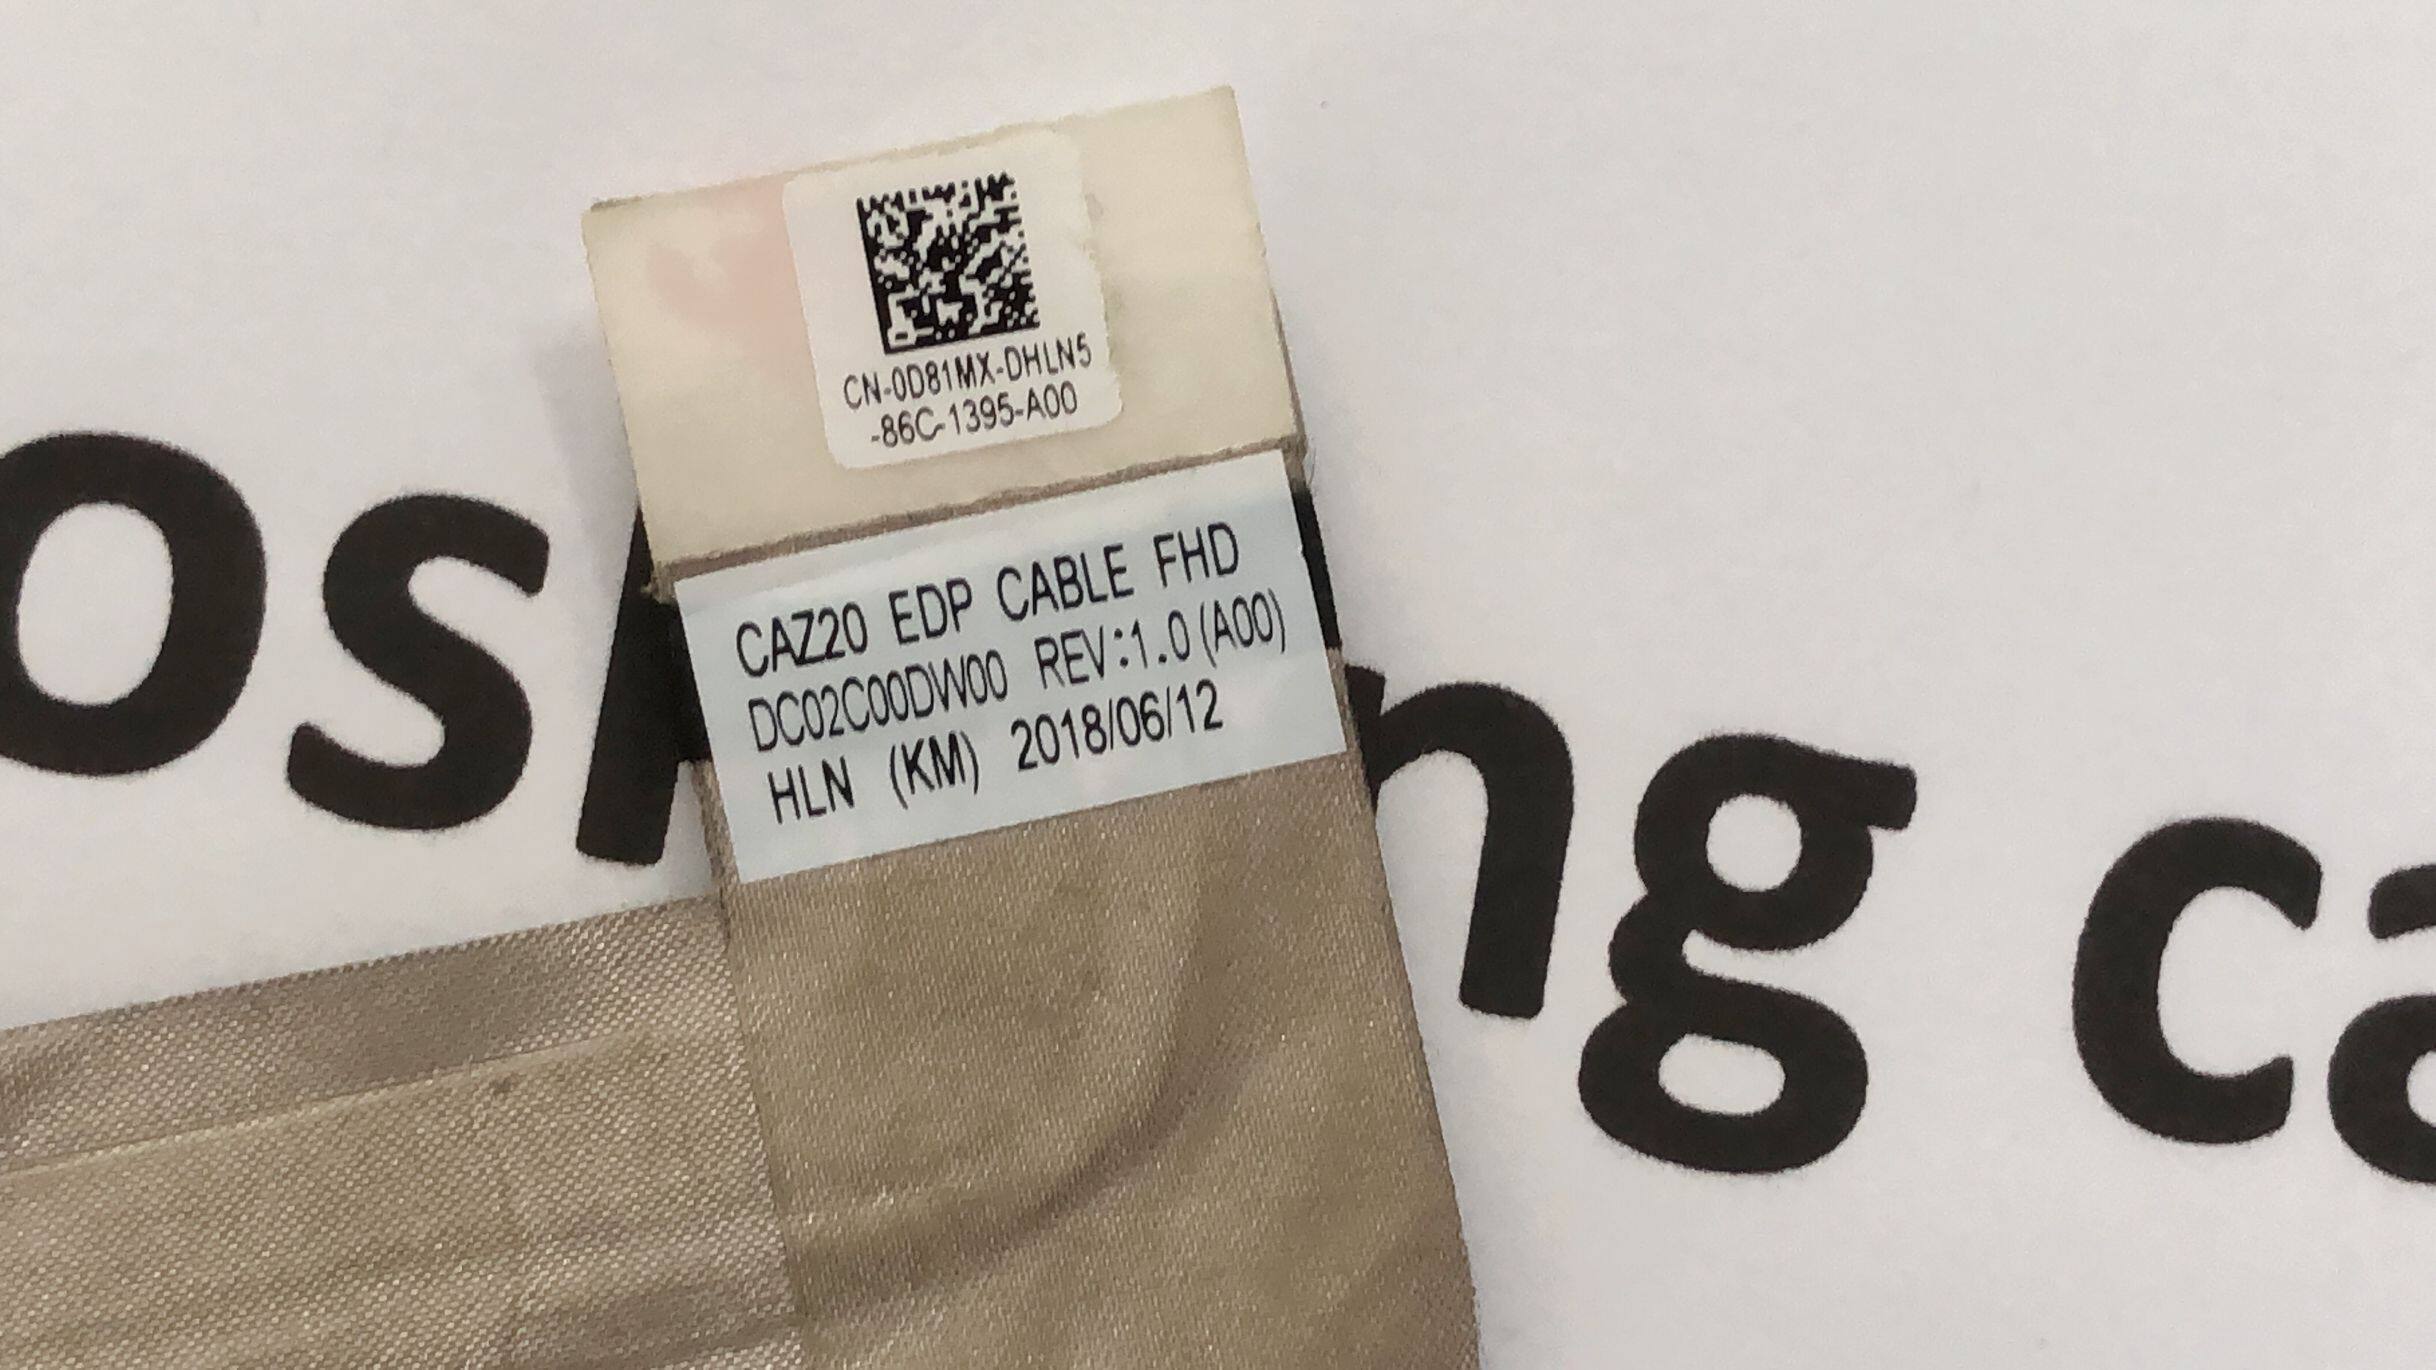 CN-0D81MX-DHLN5
-86C-1395-A00
CAZ20 EDP CABLE FHD
DC02C00DW00 REV:1.0(A00)
HLN (KM) 2018/06/12